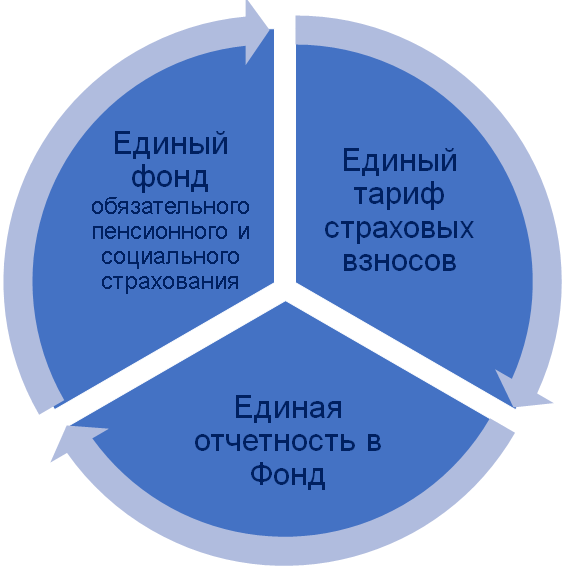 Единый
фонд
обязательного
пенсионного и
социального
страхования
Единый
тариф
страховых
взносов
Единая
отчетность в
Фонд